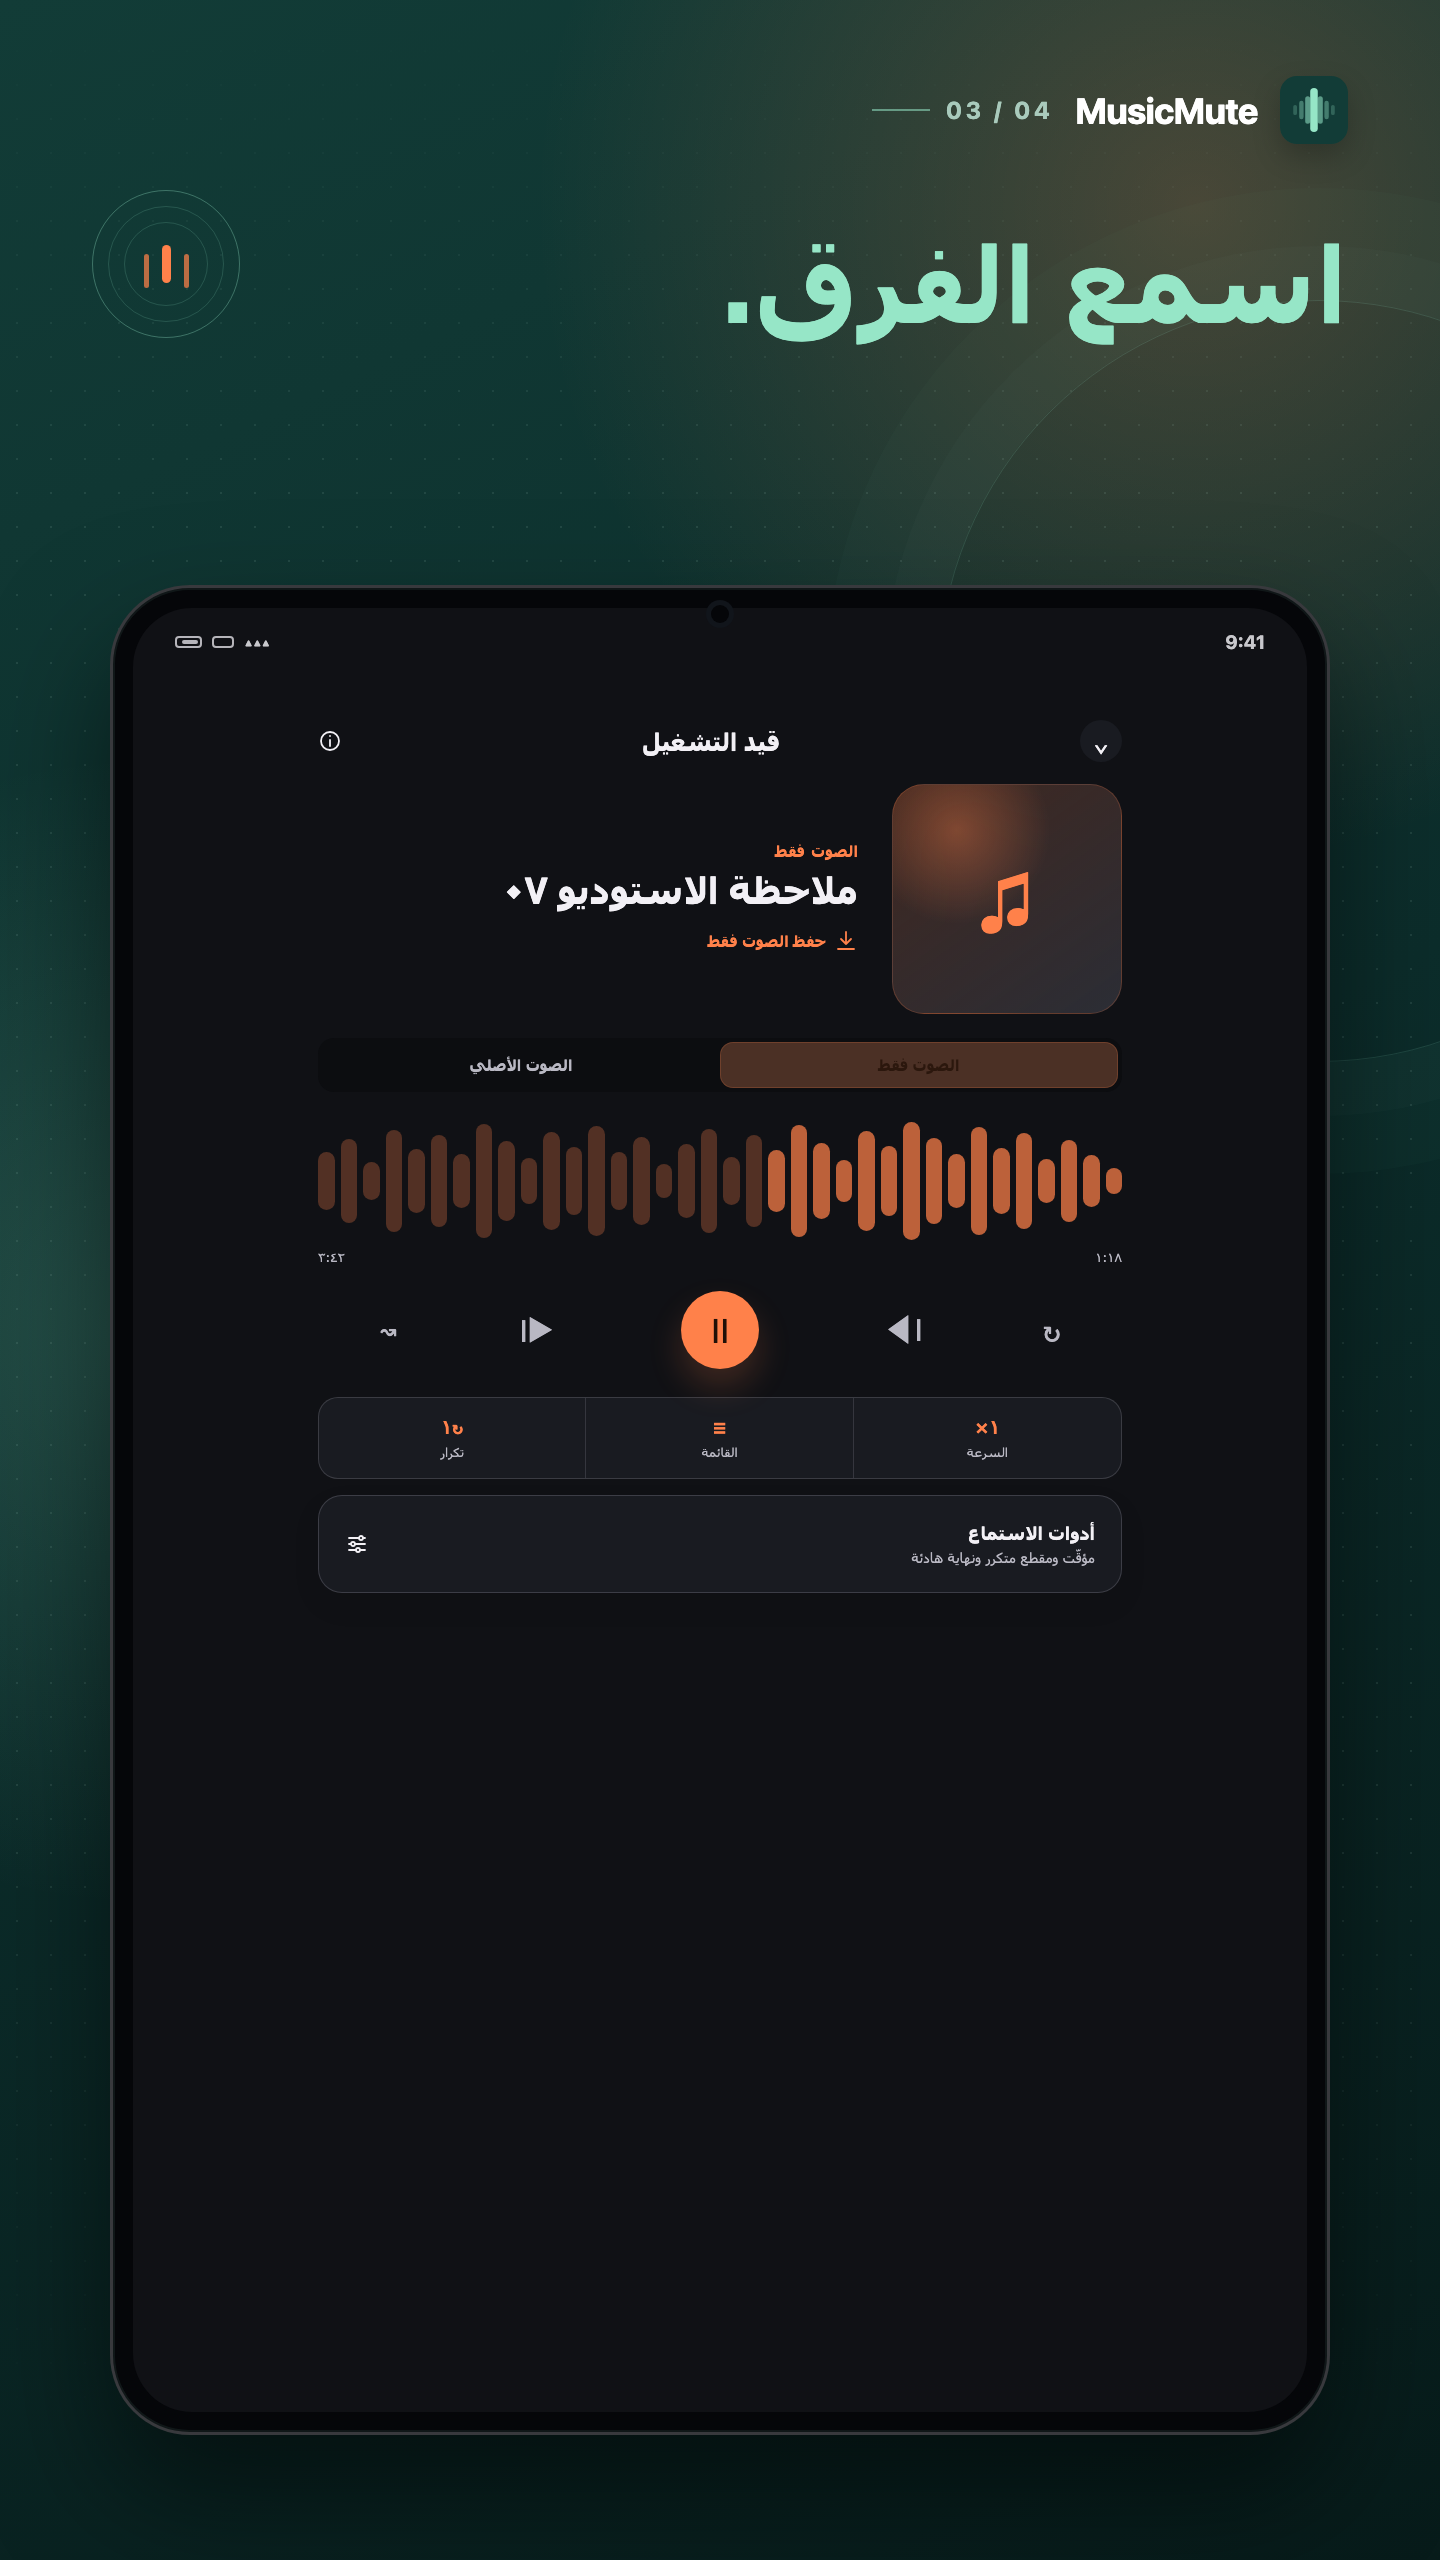 MusicMute 03 / 04
اسمع الفرق.
9:41
قيد التشغيل
الصوت فقط
ملاحظة الاستوديو ٠٧
حفظ الصوت فقط
الصوت فقط
الصوت الأصلي
١:١٨
٣:٤٢
١×
السرعة
≡
القائمة
↻١
تكرار
أدوات الاستماع
مؤقّت ومقطع متكرر ونهاية هادئة